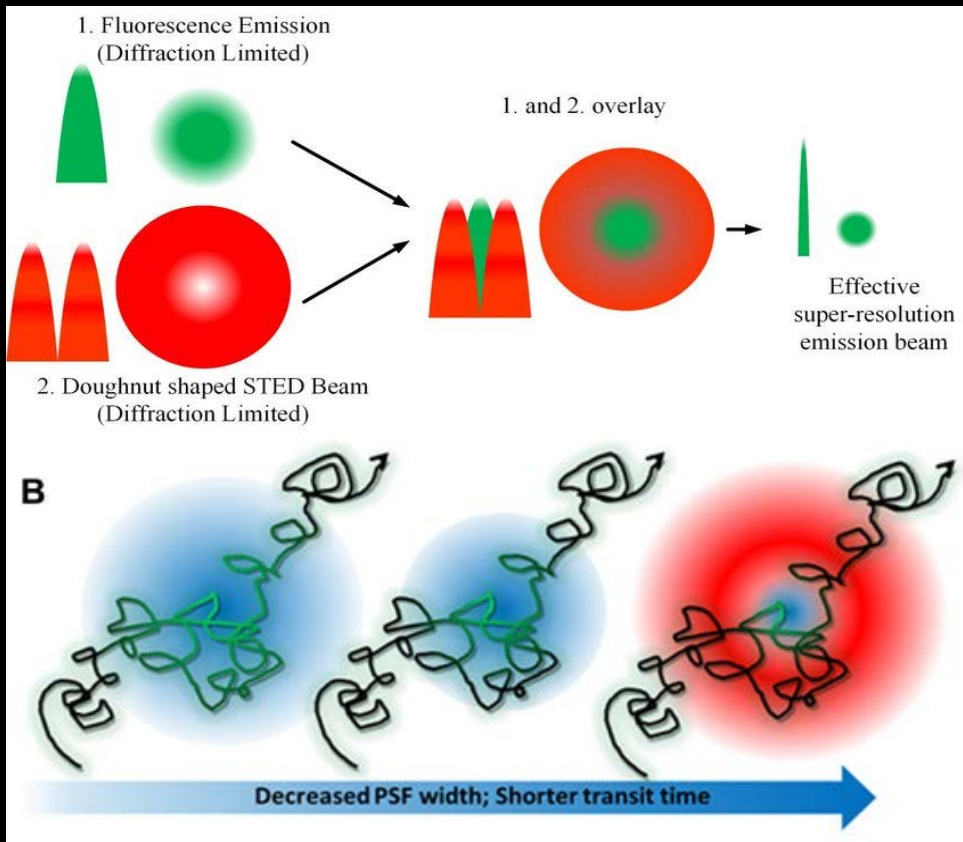 1. Fluorescence Emission
(Diffraction Limited)
1. and 2. overlay
Effective
super-resolution
emission beam
2. Doughnut shaped STED Beam
(Diffraction Limited)
B
Decreased PSF width; Shorter transit time